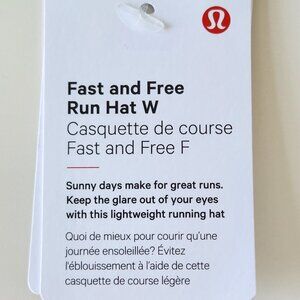 Fast and Free
Run Hat W
Casquette de course
Fast and Free F
Sunny days make for great runs.
Keep the glare out of your eyes
with this lightweight running hat
Quoi de mieux pour courir qu'une
journée ensoleillée? Évitez
l'éblouissement à l'aide de cette
casquette de course légère